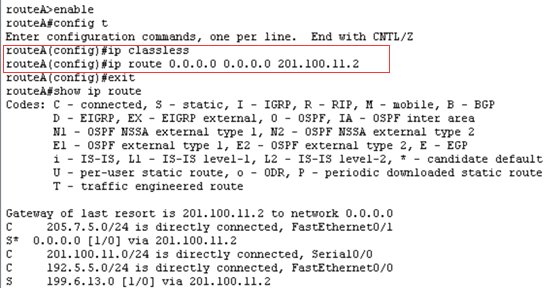 routeA>enable
routeA#config t
Enter configuration commands, one per line.  End with CNTL/Z
routeA(config)#ip classless
routeA(config)#ip route 0.0.0.0 0.0.0.0 201.100.11.2
routeA(config)#exit
routeA#show ip route
Codes: C - connected, S - static, I - IGRP, R - RIP, M - mobile, B - BGP
D - EIGRP, EX - EIGRP external, O - OSPF, IA - OSPF inter area
N1 - OSPF NSSA external type 1, N2 - OSPF NSSA external type 2
E1 - OSPF external type 1, E2 - OSPF external type 2, E - EGP
i - IS-IS, L1 - IS-IS level-1, L2 - IS-IS level-2, * - candidate default
U - per-user static route, o - ODR, P - periodic downloaded static route
T - traffic engineered route
Gateway of last resort is 201.100.11.2 to network 0.0.0.0
C 205.7.5.0/24 is directly connected, FastEthernet0/1
S* 0.0.0.0 [1/0] via 201.100.11.2
C 201.100.11.0/24 is directly connected, Serial0/0
C 192.5.5.0/24 is directly connected, FastEthernet0/0
S 199.6.13.0 [1/0] via 201.100.11.2